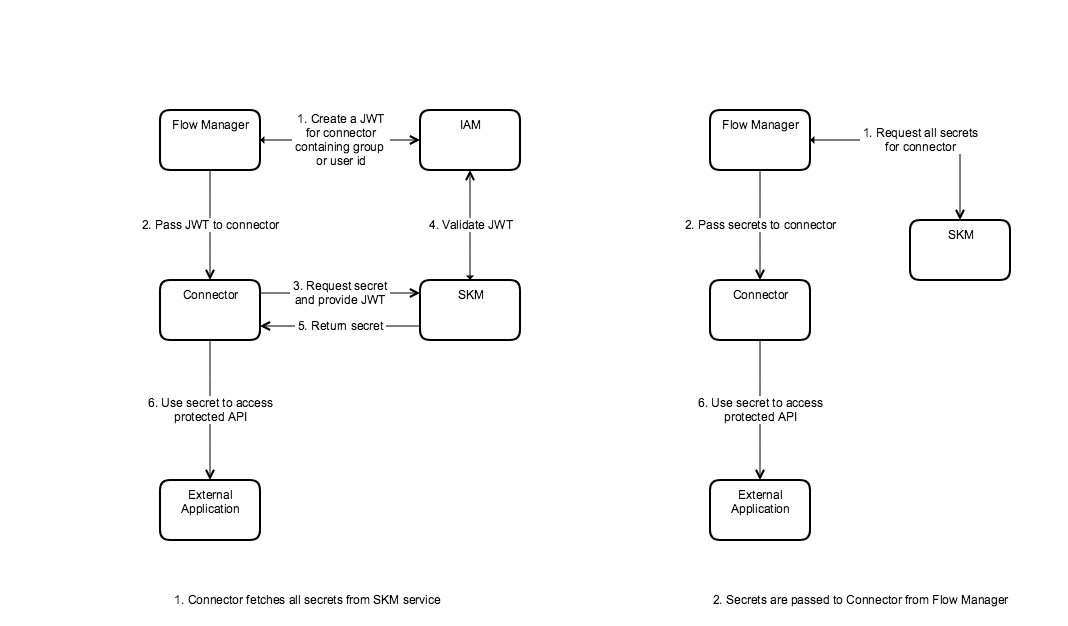 Flow Manager
1. Create a JWT
for connector
containing group
or user id
IAM
2. Pass JWT to connector
4. Validate JWT
Connector
3. Request secret
and provide JWT
SKM
5. Return secret
6. Use secret to access
protected API
External
Application
1. Connector fetches all secrets from SKM service
Flow Manager
1. Request all secrets
for connector
2. Pass secrets to connector
SKM
Connector
6. Use secret to access
protected API
External
Application
2. Secrets are passed to Connector from Flow Manager